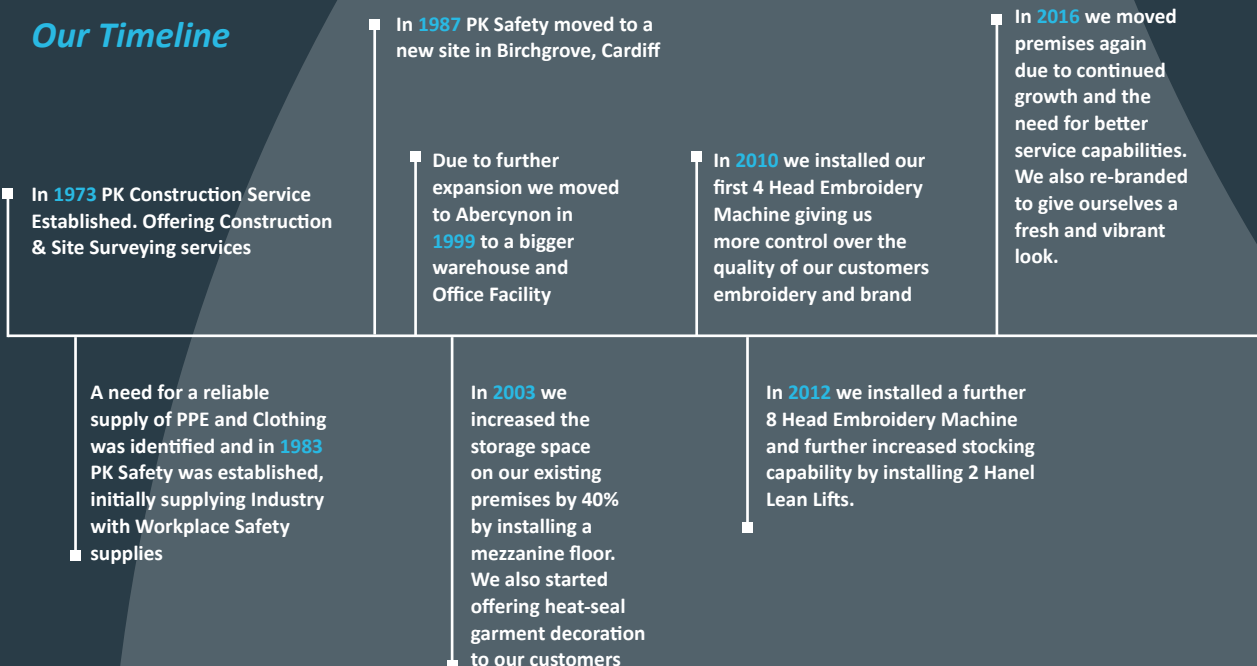 Our Timeline
In 1973 PK Construction Service
Established. Offering Construction
& Site Surveying services
A need for a reliable
supply of PPE and Clothing
was identified and in 1983
PK Safety was established,
initially supplying Industry
with Workplace Safety
supplies
In 1987 PK Safety moved to a
new site in Birchgrove, Cardiff
Due to further
expansion we moved
to Abercynon in
1999 to a bigger
warehouse and
Office Facility
In 2003 we
increased the
storage space
on our existing
premises by 40%
by installing a
mezzanine floor.
We also started
offering heat-seal
garment decoration
to our customers
In 2010 we installed our
first 4 Head Embroidery
Machine giving us
more control over the
quality of our customers
embroidery and brand
In 2012 we installed a further
8 Head Embroidery Machine
and further increased stocking
capability by installing 2 Hanel
Lean Lifts.
In 2016 we moved
premises again
due to continued
growth and the
need for better
service capabilities.
We also re-branded
to give ourselves a
fresh and vibrant
look.